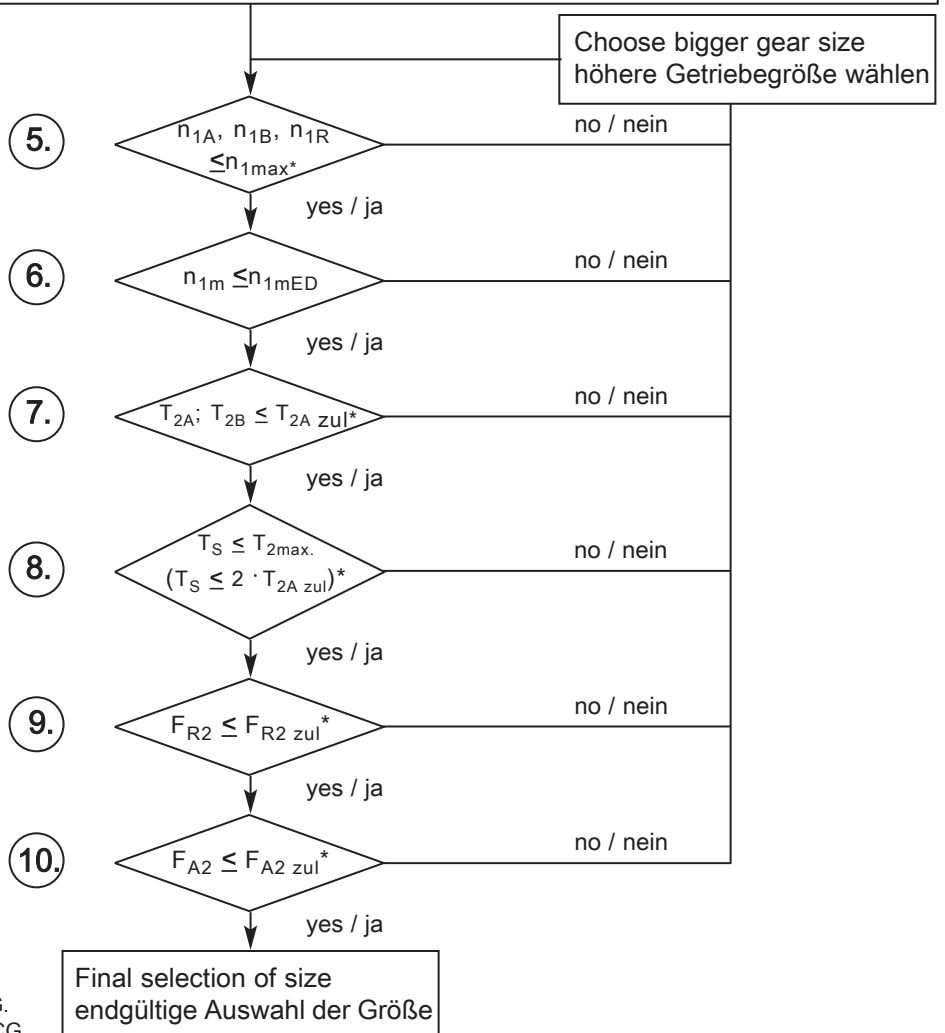 Choose bigger gear size
höhere Getriebegröße wählen
5.
n1A, n1B, n1R
≤n1max*
no / nein
yes / ja
6.
n1m ≤n1mED
no / nein
yes / ja
7.
T2A; T2B ≤ T2A zul*
no / nein
yes / ja
8.
TS ≤ T2max.
(TS ≤ 2 · T2A zul)*
no / nein
yes / ja
9.
FR2 ≤ FR2 zul*
no / nein
yes / ja
10.
FA2 ≤ FA2 zul*
no / nein
yes / ja
Final selection of size
endgültige Auswahl der Größe